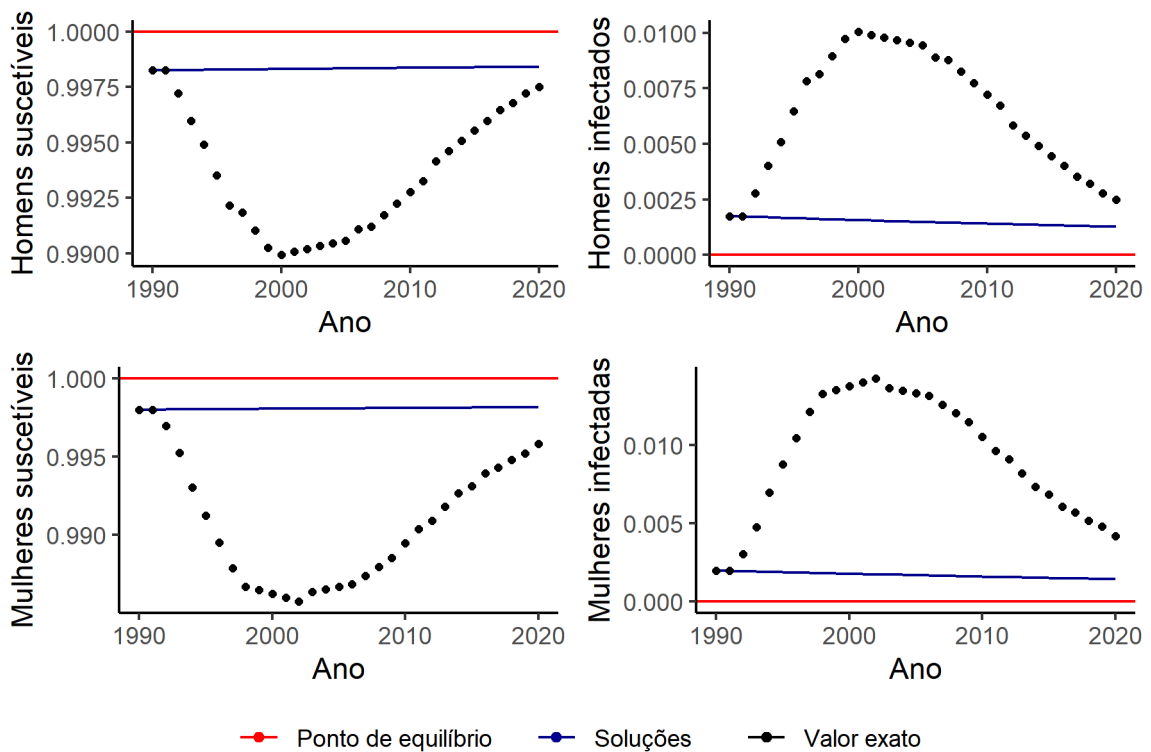 Homens suscetíveis
1.0000
0.9975
0.9950
0.9925
0.9900
1990 2000 2010 2020
Ano
Homens infectados
0.0100
0.0075
0.0050
0.0025
0.0000
1990 2000 2010 2020
Ano
Mulheres suscetíveis
1.000
0.995
0.990
1990 2000 2010 2020
Ano
Mulheres infectadas
0.010
0.005
0.000
1990 2000 2010 2020
Ano
Ponto de equilíbrio Soluções Valor exato